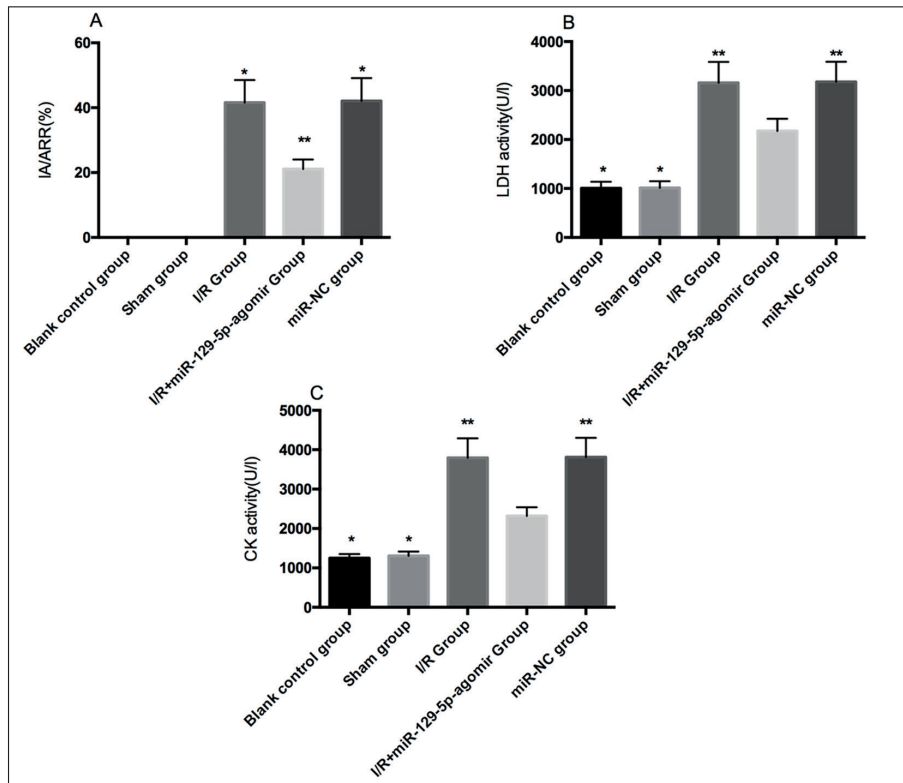 A
IA/ARR(%)
60
40
20
0
*
**
*
Blank control group
Sham group
I/R Group
I/R+miR-129-5p-agomir Group
miR-NC group
B
LDH activity(U/l)
4000
3000
2000
1000
0
*
*
**
**
Blank control group
Sham group
I/R Group
I/R+miR-129-5p-agomir Group
miR-NC group
C
CK activity(U/l)
5000
4000
3000
2000
1000
0
*
*
**
**
Blank control group
Sham group
I/R Group
I/R+miR-129-5p-agomir Group
miR-NC group